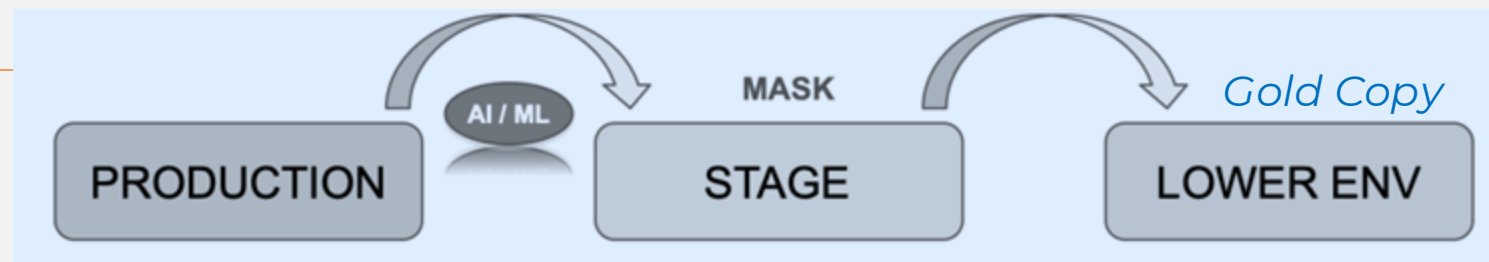 AI / ML
MASK
Gold Copy
PRODUCTION
STAGE
LOWER ENV